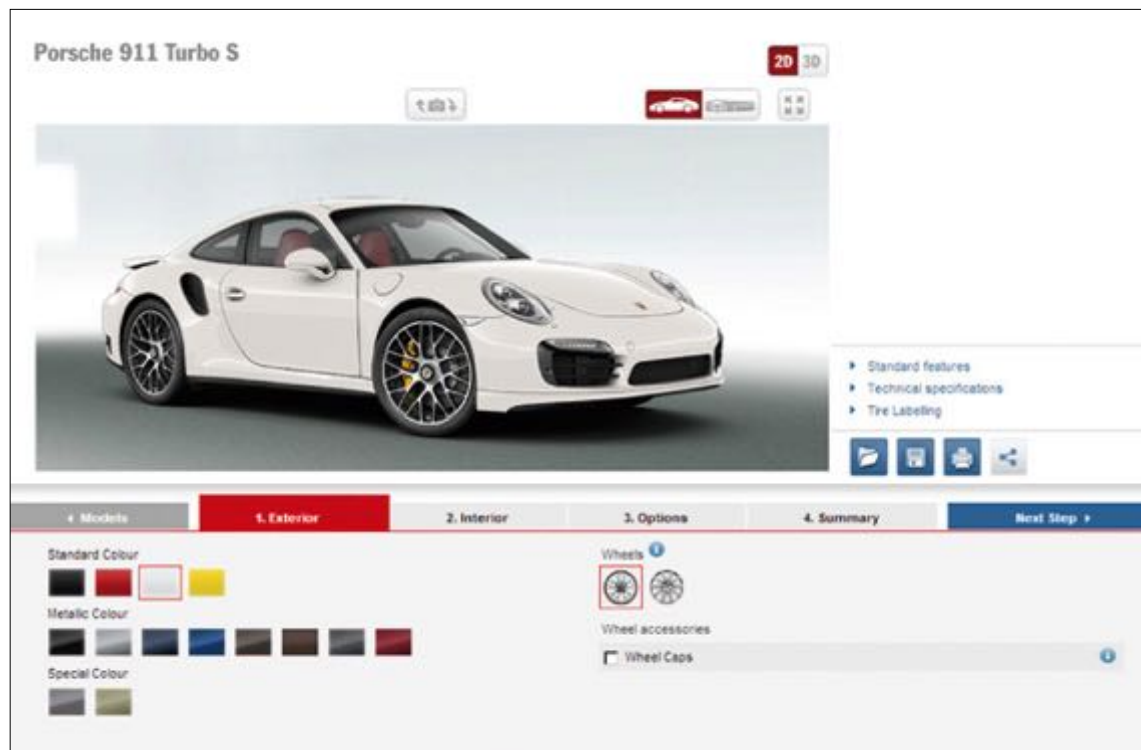 Porsche 911 Turbo S
2D 3D
Standard features
Technical specifications
Tire Labelling
Models
1. Exterior
2. Interior
3. Options
4. Summary
Next Step
Standard Colour
Wheels
Metallic Colour
Wheel accessories
Wheel Caps
Special Colour